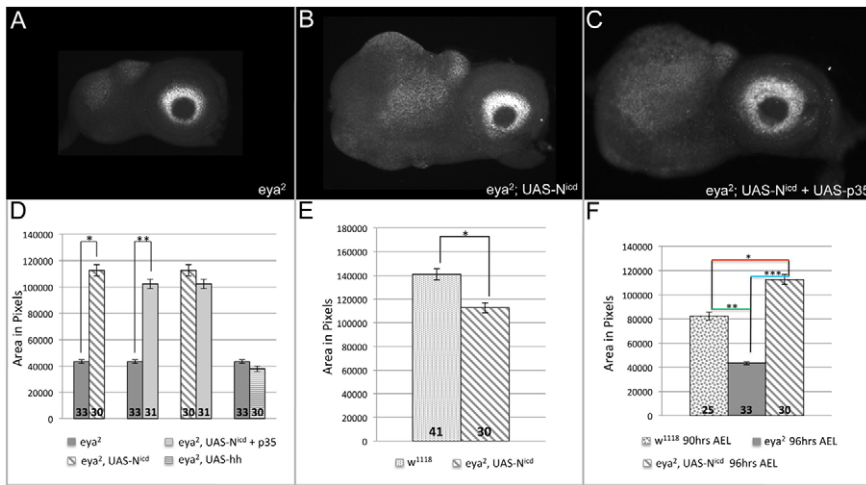 A
B
C
eya²
eya²; UAS-Nⁱᶜᵈ
eya²; UAS-Nⁱᶜᵈ + UAS-p35
D
Area in Pixels
140000
120000
100000
80000
60000
40000
20000
0
*
**
33 30
33 31
30 31
33 30
eya²
eya², UAS-Nⁱᶜᵈ + p35
eya², UAS-Nⁱᶜᵈ
eya², UAS-hh
E
Area in Pixels
180000
160000
140000
120000
100000
80000
60000
40000
20000
0
*
41 30
w¹¹¹⁸
eya², UAS-Nⁱᶜᵈ
F
Area in Pixels
140000
120000
100000
80000
60000
40000
20000
0
*
***
**
25 33 30
w¹¹¹⁸ 90hrs AEL
eya² 96hrs AEL
eya², UAS-Nⁱᶜᵈ 96hrs AEL